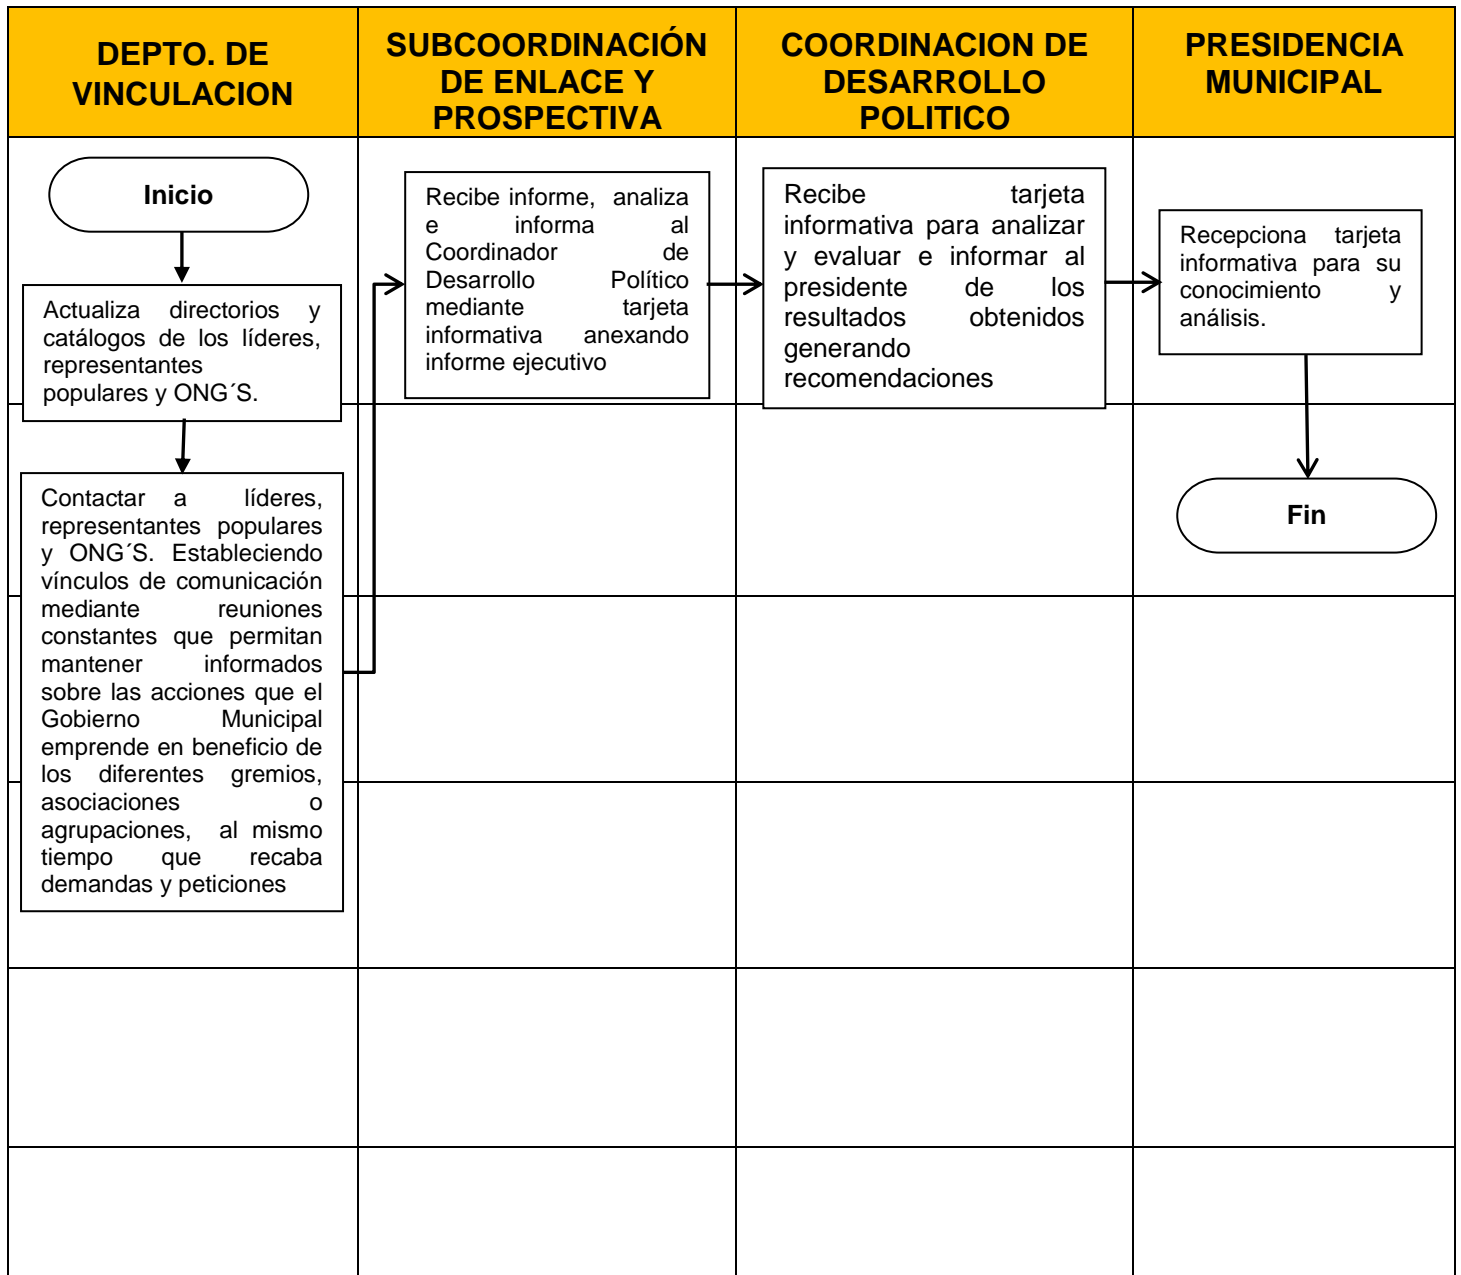 DEPTO. DE
VINCULACION
SUBCOORDINACIÓN
DE ENLACE Y
PROSPECTIVA
COORDINACION DE
DESARROLLO
POLITICO
PRESIDENCIA
MUNICIPAL
Inicio
Actualiza directorios y
catálogos de los líderes,
representantes
populares y ONG´S.
Contactar a líderes,
representantes populares
y ONG´S. Estableciendo
vínculos de comunicación
mediante reuniones
constantes que permitan
mantener informados
sobre las acciones que el
Gobierno Municipal
emprende en beneficio de
los diferentes gremios,
asociaciones o
agrupaciones, al mismo
tiempo que recaba
demandas y peticiones
Recibe informe, analiza
e informa al
Coordinador de
Desarrollo Político
mediante tarjeta
informativa anexando
informe ejecutivo
Recibe tarjeta
informativa para analizar
y evaluar e informar al
presidente de los
resultados obtenidos
generando
recomendaciones
Recepciona tarjeta
informativa para su
conocimiento y
análisis.
Fin